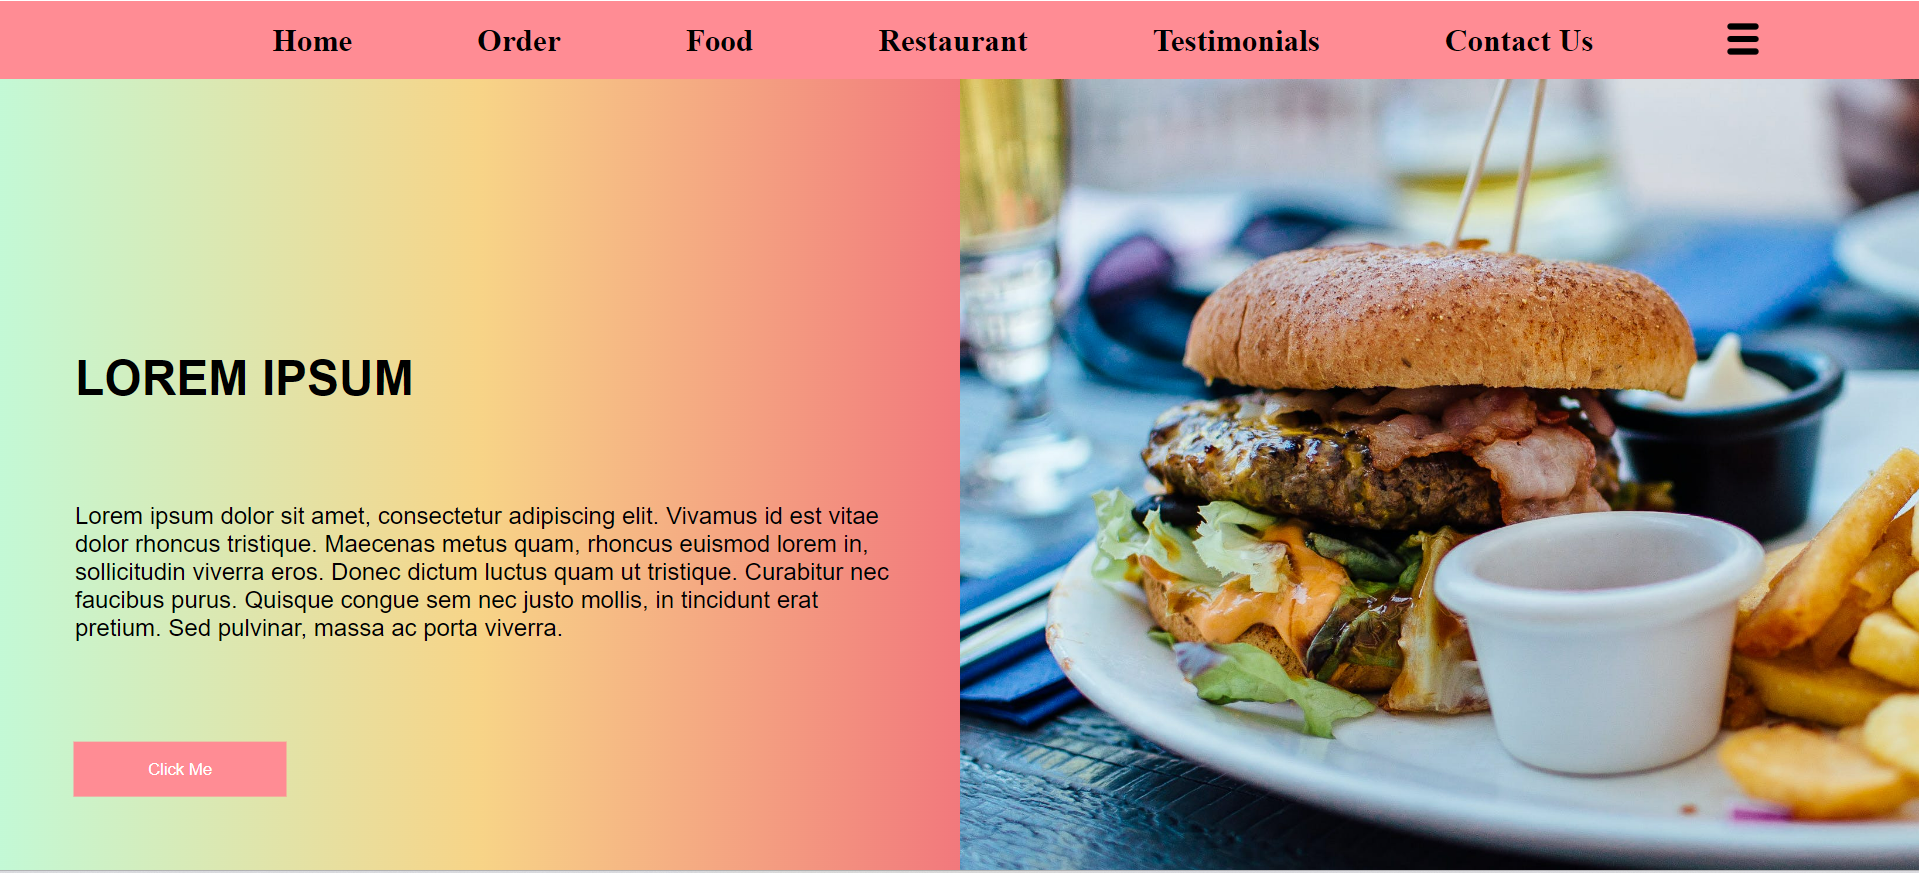 Home Order Food Restaurant Testimonials Contact Us
LOREM IPSUM
Lorem ipsum dolor sit amet, consectetur adipiscing elit. Vivamus id est vitae
dolor rhoncus tristique. Maecenas metus quam, rhoncus euismod lorem in,
sollicitudin viverra eros. Donec dictum luctus quam ut tristique. Curabitur nec
faucibus purus. Quisque congue sem nec justo mollis, in tincidunt erat
pretium. Sed pulvinar, massa ac porta viverra.
Click Me